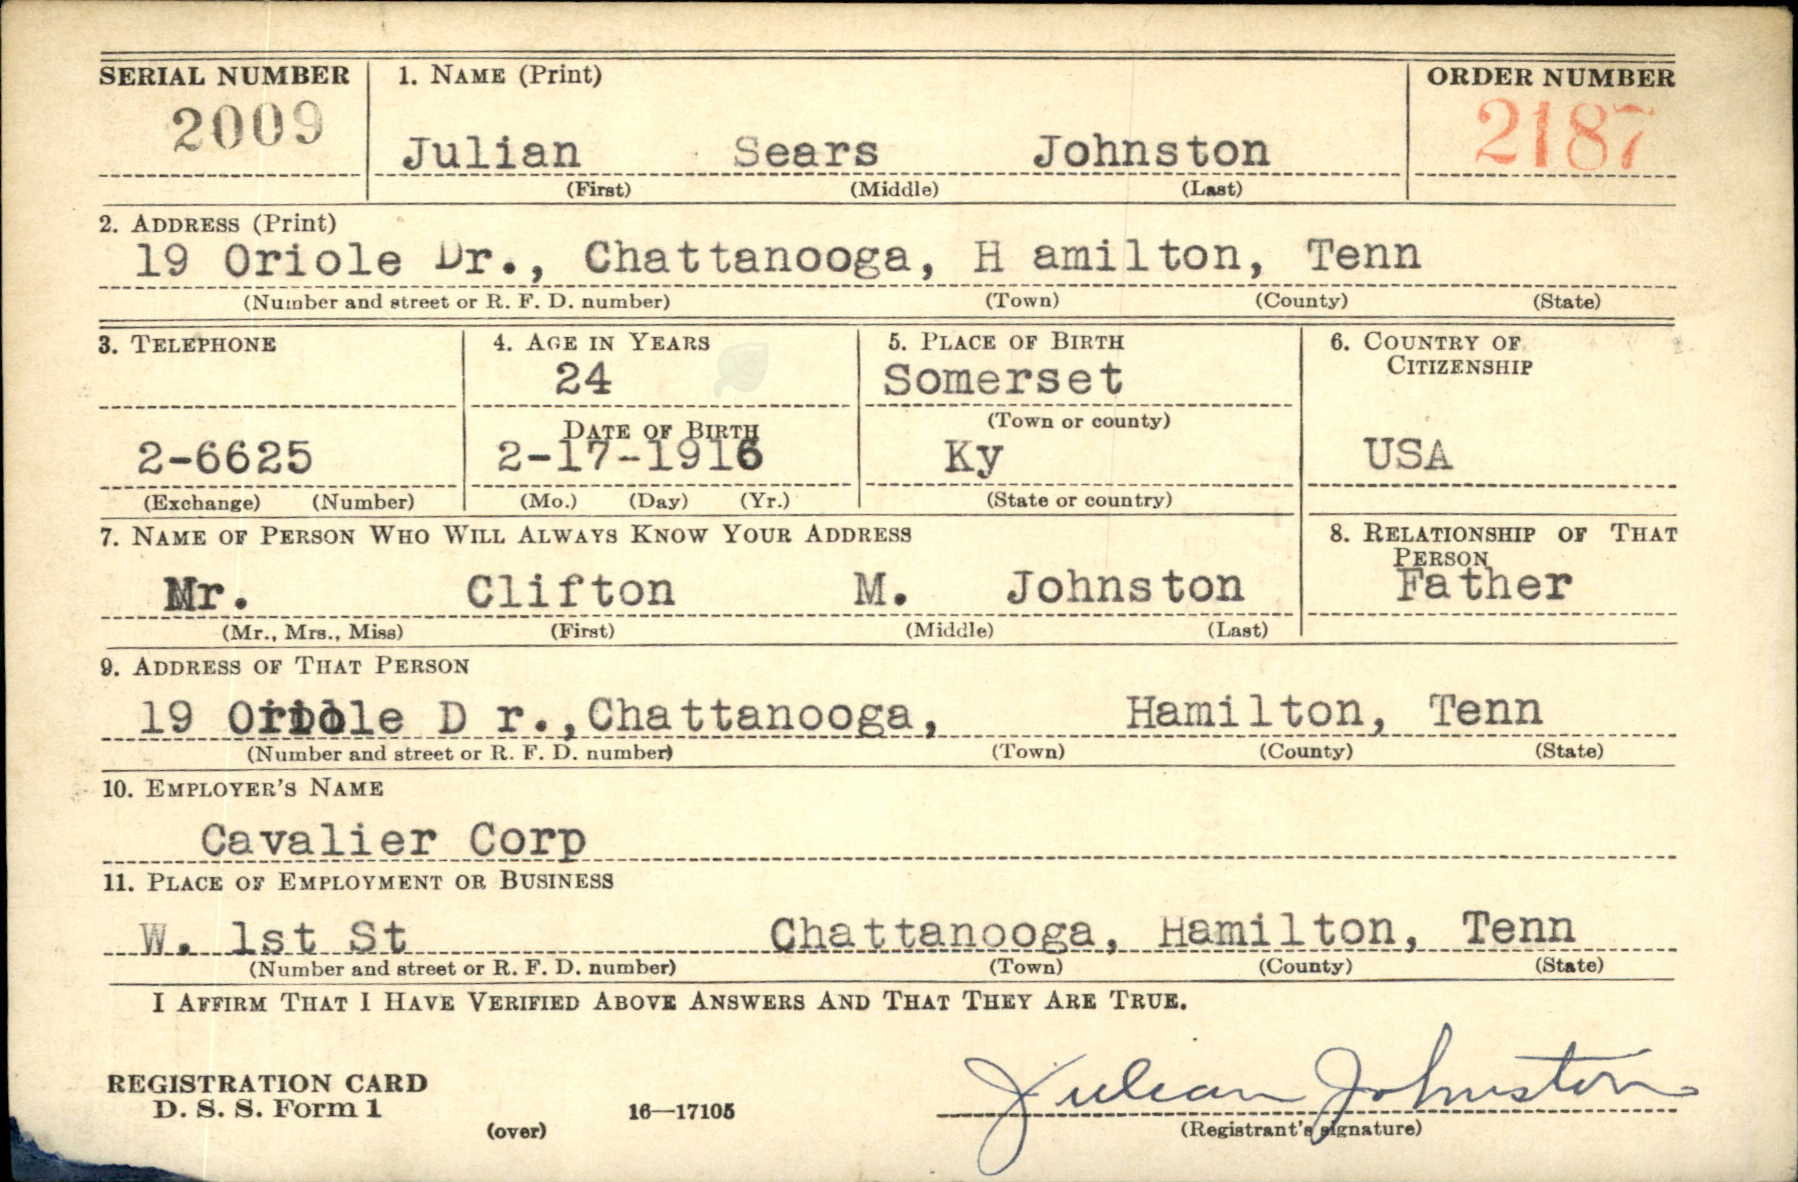 SERIAL NUMBER 1. NAME (Print) ORDER NUMBER
2009 Julian Sears Johnston 2187
(First) (Middle) (Last)
2. ADDRESS (Print)
19 Oriole Dr., Chattanooga, H amilton, Tenn
(Number and street or R. F. D. number) (Town) (County) (State)
3. TELEPHONE 4. AGE IN YEARS 5. PLACE OF BIRTH 6. COUNTRY OF CITIZENSHIP
24 Somerset
DATE OF BIRTH (Town or county)
2-6625 2-17-1916 Ky USA
(Exchange) (Number) (Mo.) (Day) (Yr.) (State or country)
7. NAME OF PERSON WHO WILL ALWAYS KNOW YOUR ADDRESS 8. RELATIONSHIP OF THAT PERSON
Mr. Clifton M. Johnston Father
(Mr., Mrs., Miss) (First) (Middle) (Last)
9. ADDRESS OF THAT PERSON
19 Oriole D r., Chattanooga, Hamilton, Tenn
(Number and street or R. F. D. number) (Town) (County) (State)
10. EMPLOYER'S NAME
Cavalier Corp
11. PLACE OF EMPLOYMENT OR BUSINESS
W. 1st St Chattanooga, Hamilton, Tenn
(Number and street or R. F. D. number) (Town) (County) (State)
I AFFIRM THAT I HAVE VERIFIED ABOVE ANSWERS AND THAT THEY ARE TRUE.
Julian Johnston
REGISTRATION CARD
D. S. S. Form 1 16—17105
(over) (Registrant's signature)